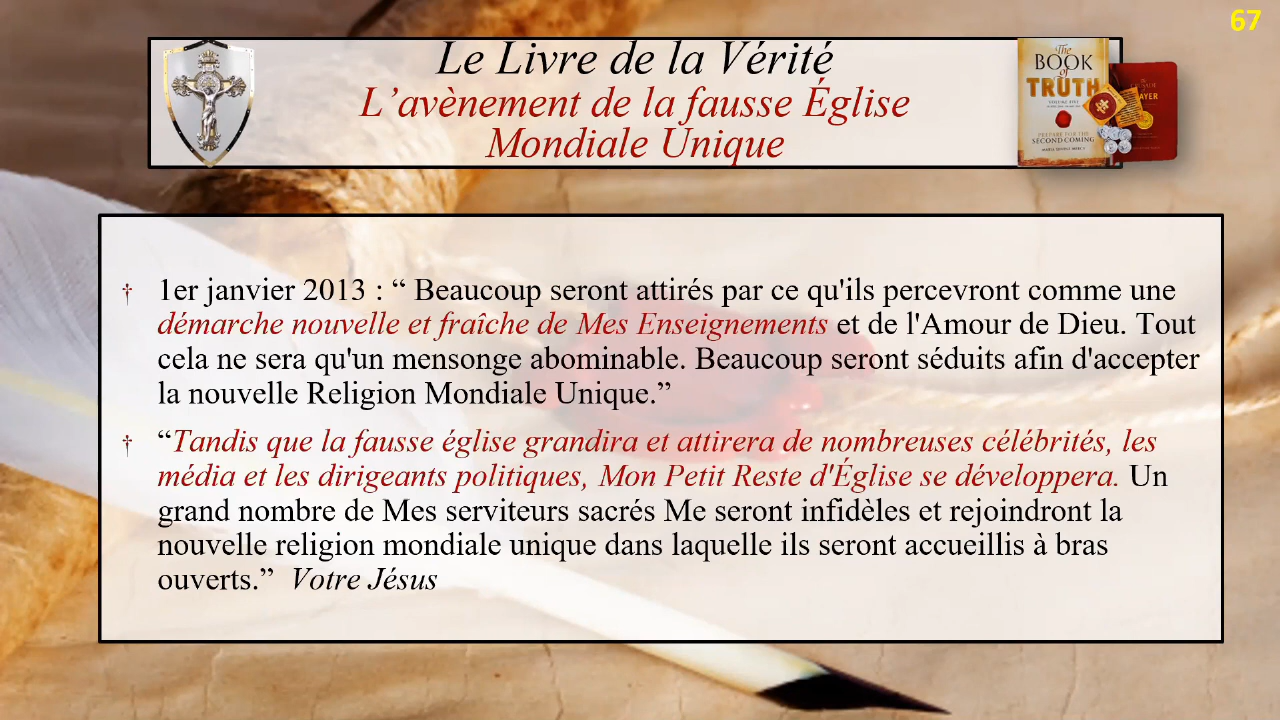 67
Le Livre de la Vérité
L’avènement de la fausse Église
Mondiale Unique
The
BOOK
of
TRUTH
PREPARE FOR THE
SECOND COMING
† 1er janvier 2013 : “ Beaucoup seront attirés par ce qu'ils percevront comme une
démarche nouvelle et fraîche de Mes Enseignements et de l'Amour de Dieu. Tout
cela ne sera qu'un mensonge abominable. Beaucoup seront séduits afin d'accepter
la nouvelle Religion Mondiale Unique.”
† “Tandis que la fausse église grandira et attirera de nombreuses célébrités, les
média et les dirigeants politiques, Mon Petit Reste d'Église se développera. Un
grand nombre de Mes serviteurs sacrés Me seront infidèles et rejoindront la
nouvelle religion mondiale unique dans laquelle ils seront accueillis à bras
ouverts.” Votre Jésus